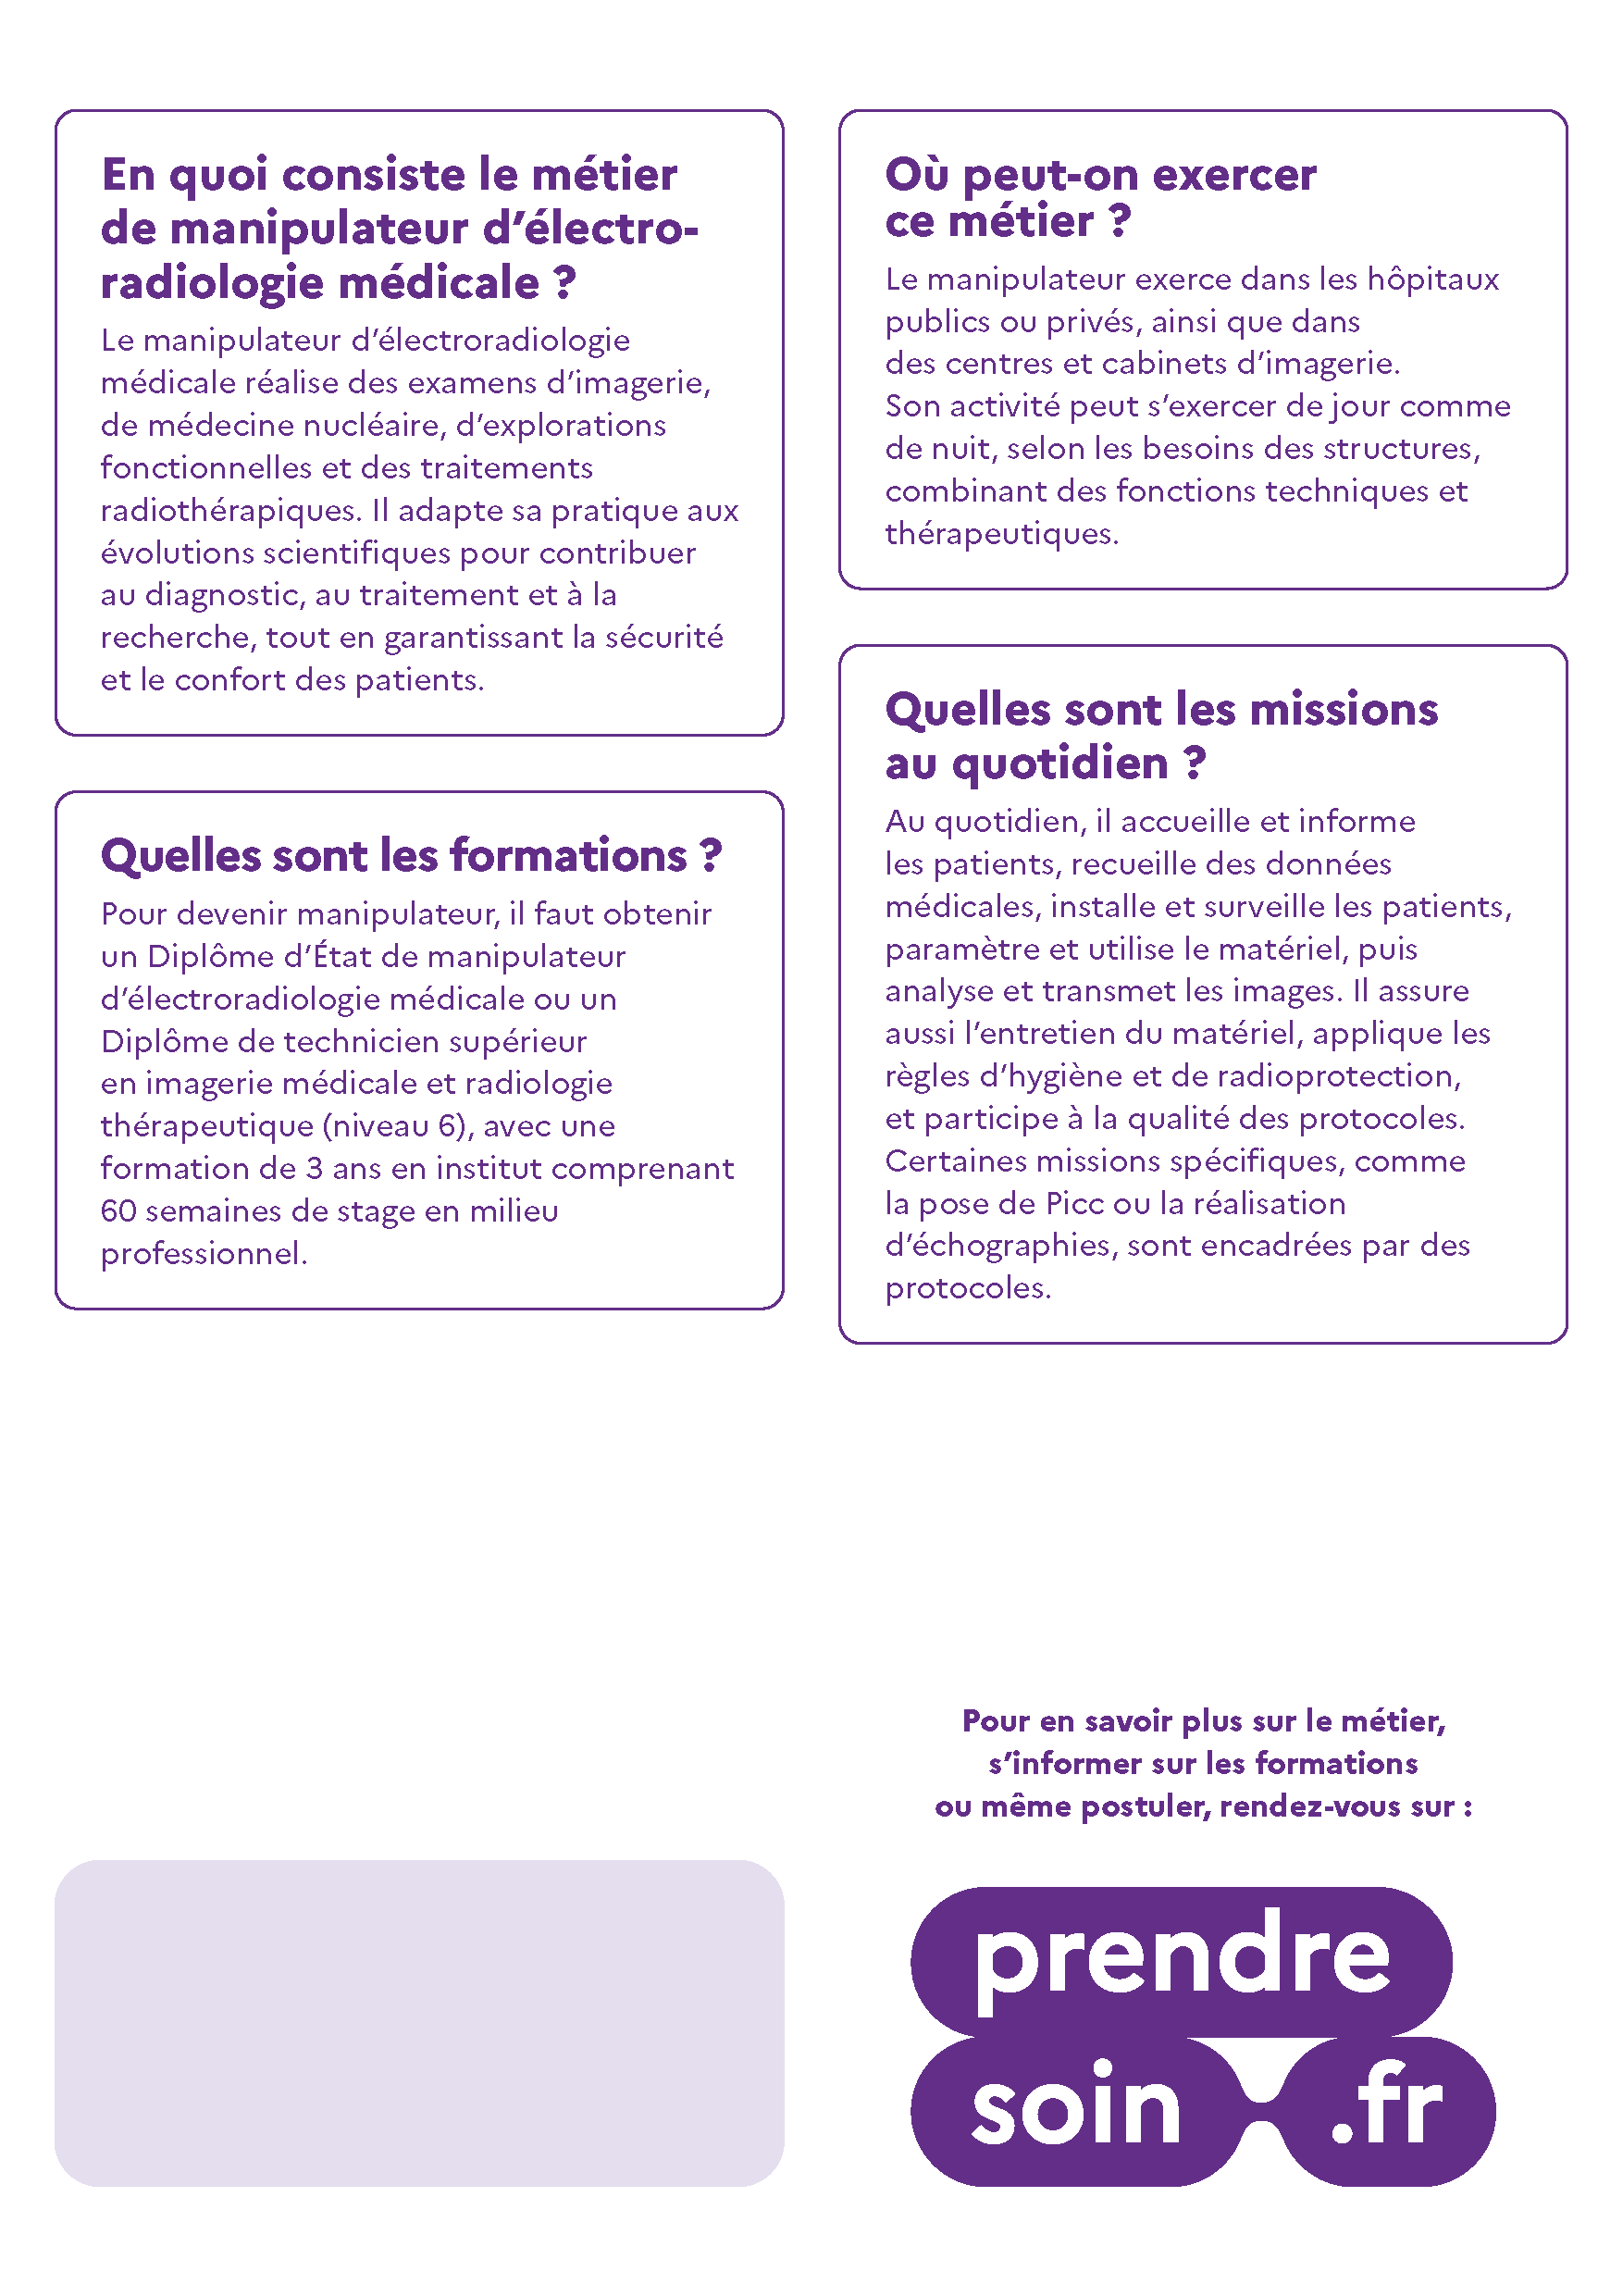 En quoi consiste le métier
de manipulateur d’électro-
radiologie médicale ?
Le manipulateur d’électroradiologie
médicale réalise des examens d’imagerie,
de médecine nucléaire, d’explorations
fonctionnelles et des traitements
radiothérapiques. Il adapte sa pratique aux
évolutions scientifiques pour contribuer
au diagnostic, au traitement et à la
recherche, tout en garantissant la sécurité
et le confort des patients.
Quelles sont les formations ?
Pour devenir manipulateur, il faut obtenir
un Diplôme d’État de manipulateur
d’électroradiologie médicale ou un
Diplôme de technicien supérieur
en imagerie médicale et radiologie
thérapeutique (niveau 6), avec une
formation de 3 ans en institut comprenant
60 semaines de stage en milieu
professionnel.
Où peut-on exercer
ce métier ?
Le manipulateur exerce dans les hôpitaux
publics ou privés, ainsi que dans
des centres et cabinets d’imagerie.
Son activité peut s’exercer de jour comme
de nuit, selon les besoins des structures,
combinant des fonctions techniques et
thérapeutiques.
Quelles sont les missions
au quotidien ?
Au quotidien, il accueille et informe
les patients, recueille des données
médicales, installe et surveille les patients,
paramètre et utilise le matériel, puis
analyse et transmet les images. Il assure
aussi l’entretien du matériel, applique les
règles d’hygiène et de radioprotection,
et participe à la qualité des protocoles.
Certaines missions spécifiques, comme
la pose de Picc ou la réalisation
d’échographies, sont encadrées par des
protocoles.
Pour en savoir plus sur le métier,
s’informer sur les formations
ou même postuler, rendez-vous sur :
prendre
soin .fr